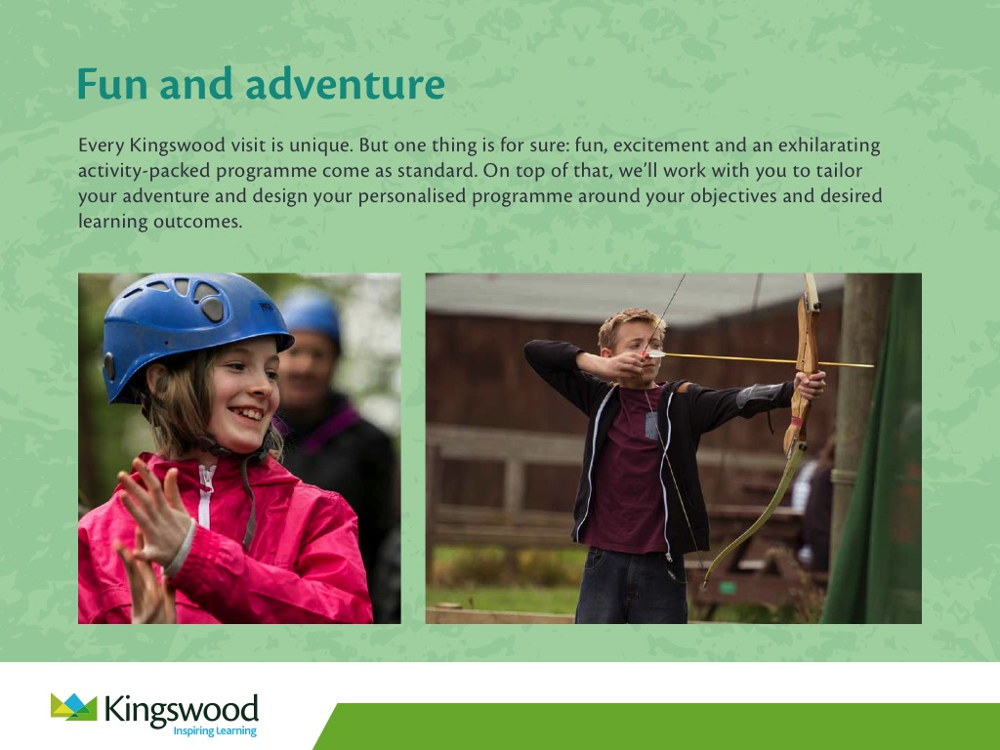 Fun and adventure
Every Kingswood visit is unique. But one thing is for sure: fun, excitement and an exhilarating
activity-packed programme come as standard. On top of that, we’ll work with you to tailor
your adventure and design your personalised programme around your objectives and desired
learning outcomes.
Kingswood
Inspiring Learning